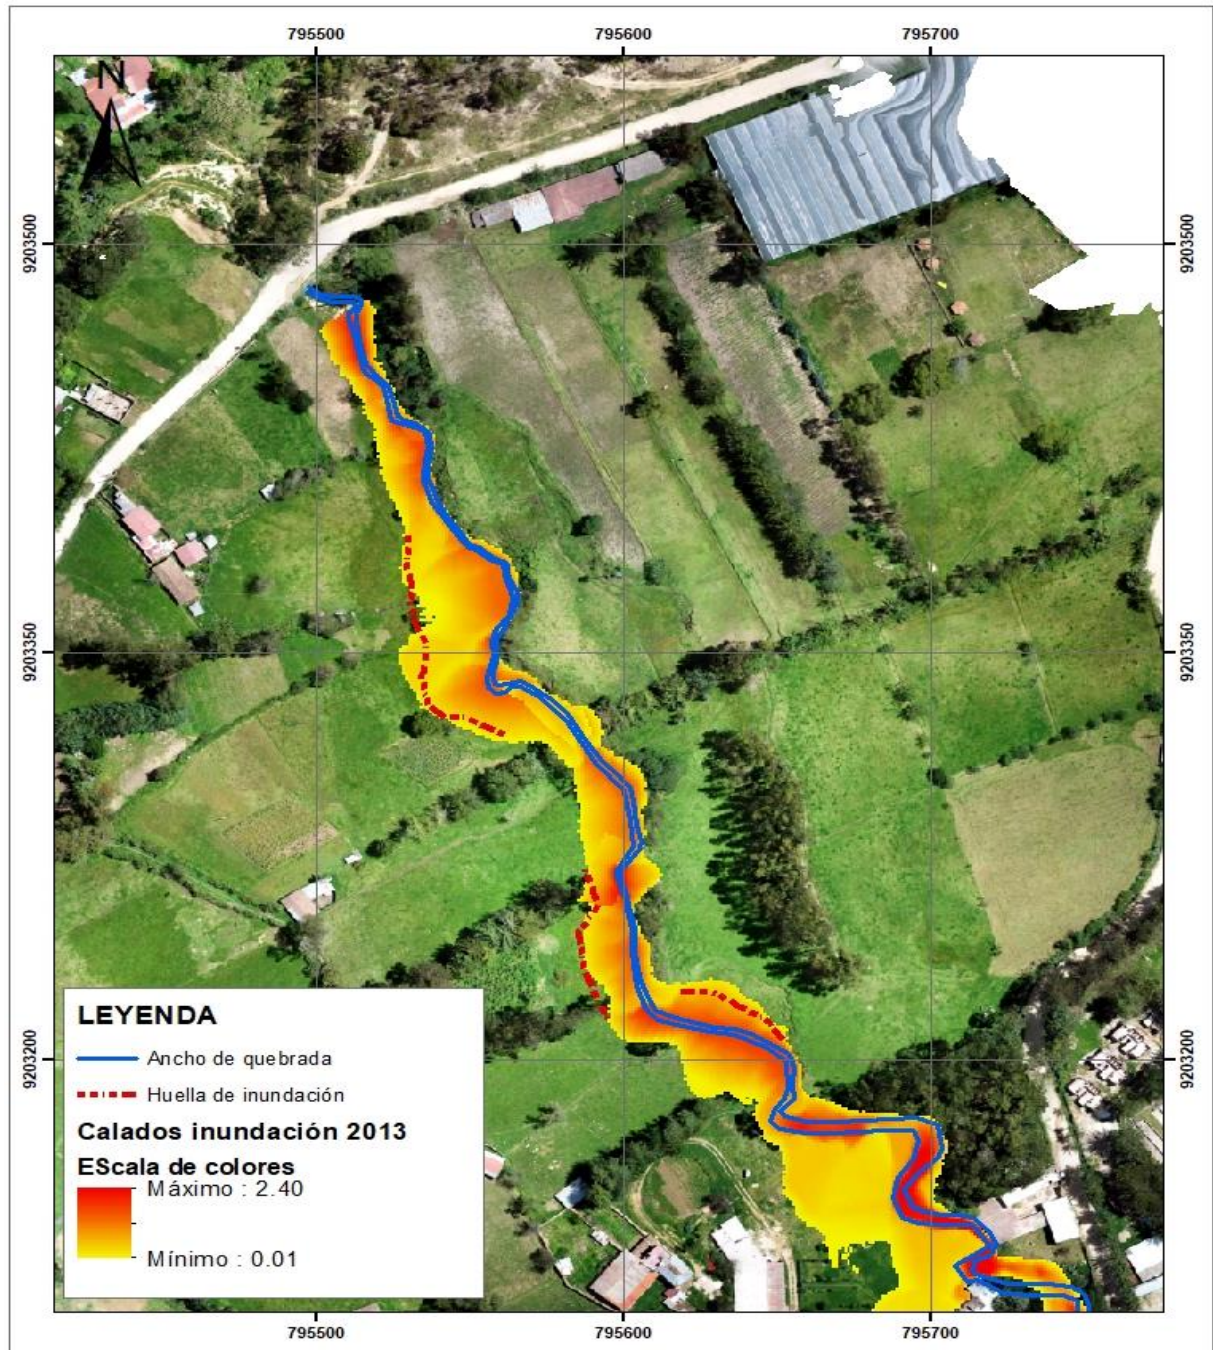 795500 795600 795700
N
9203500 9203500
9203350 9203350
9203200 9203200
LEYENDA
Ancho de quebrada
Huella de inundación
Calados inundación 2013
EScala de colores
Máximo : 2.40
Mínimo : 0.01
795500 795600 795700